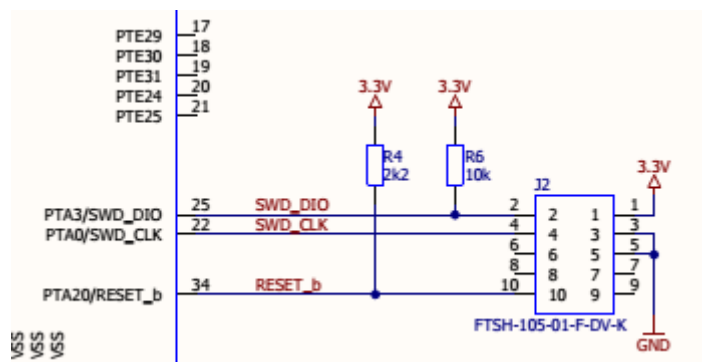 PTE29 17
PTE30 18
PTE31 19
PTE24 20
PTE25 21
3.3V 3.3V
R4 R6
2k2 10k
J2 3.3V
PTA3/SWD_DIO 25 SWD_DIO 2 2 1 1
PTA0/SWD_CLK 22 SWD_CLK 4 4 3 3
6 6 5 5
8 8 7 7
PTA20/RESET_b 34 RESET_b 10 10 9 9
FTSH-105-01-F-DV-K
VSS VSS VSS
GND